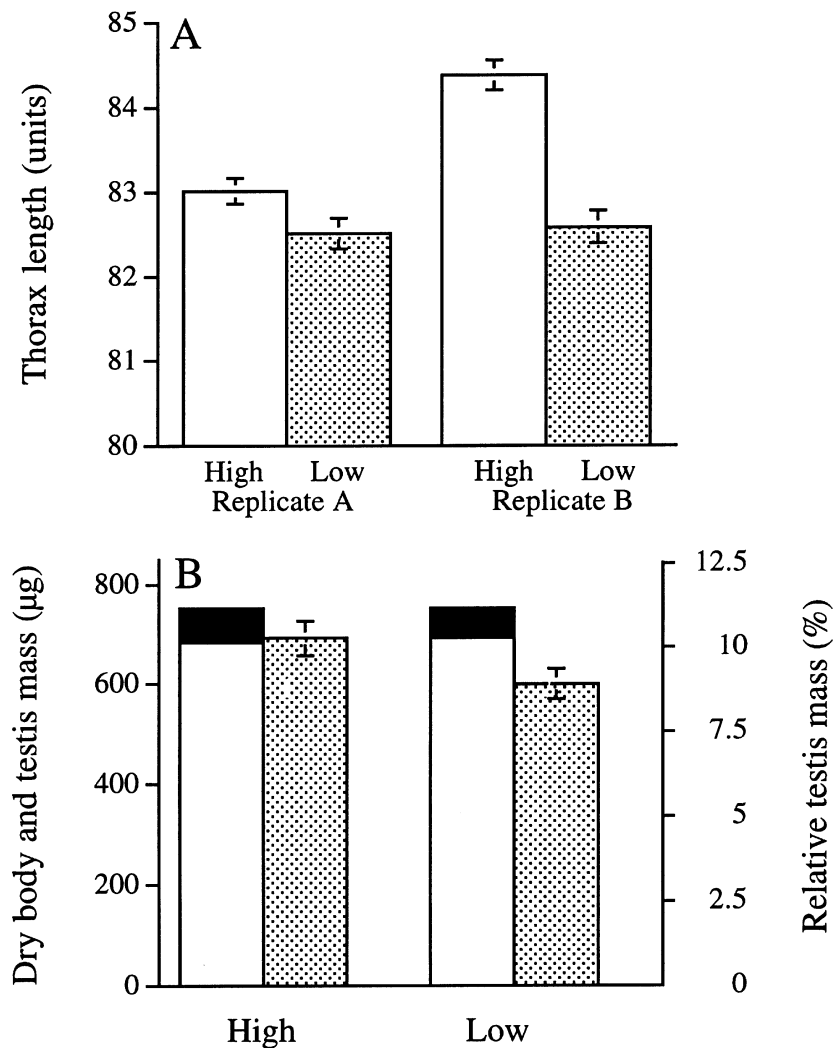 A
Thorax length (units)
85
84
83
82
81
80
High Low High Low
Replicate A Replicate B
B
Dry body and testis mass (µg)
800
600
400
200
0
12.5
10
7.5
5
2.5
0
Relative testis mass (%)
High Low